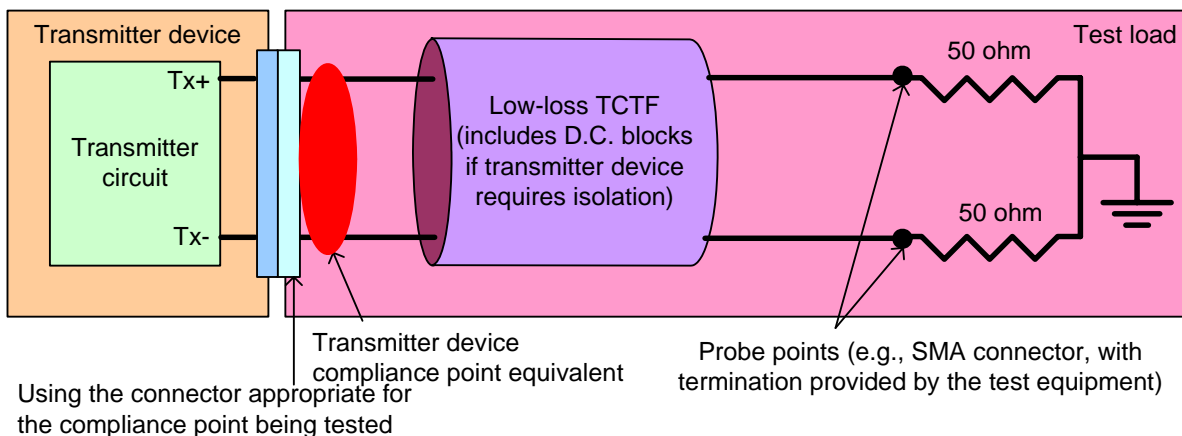 Transmitter device
Test load
Tx+
50 ohm
Transmitter
circuit
Low-loss TCTF
(includes D.C. blocks
if transmitter device
requires isolation)
Tx-
50 ohm
Transmitter device
compliance point equivalent
Using the connector appropriate for
the compliance point being tested
Probe points (e.g., SMA connector, with
termination provided by the test equipment)